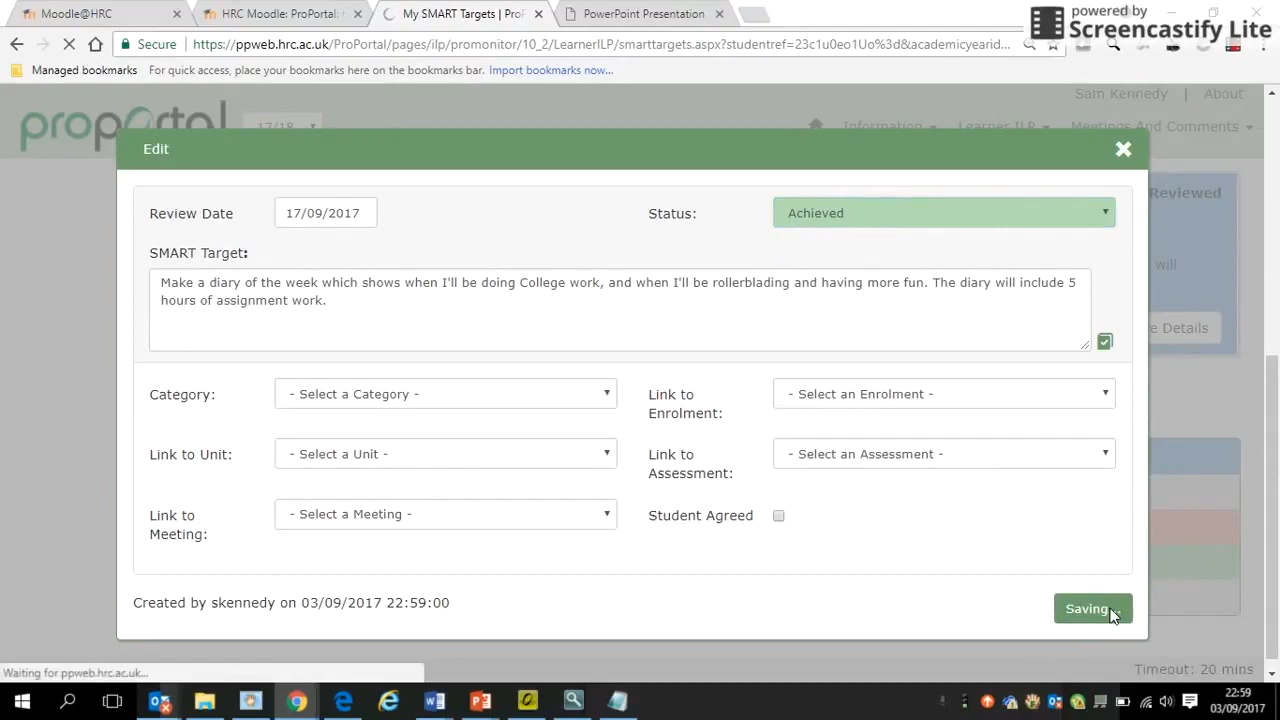 powered by
Screencastify Lite
Moodle@HRC
HRC Moodle: ProPortal
My SMART Targets | Pro
PowerPoint Presentation
Secure
https://ppweb.hrc.ac.uk/
/pages/ilp/promonitor_2/LearnerILP/smarttargets.aspx?studentref=
Managed bookmarks
For quick access, place your bookmarks here on the bookmarks bar. Import bookmarks now...
Sam Kennedy | About
proportal
17/18
Information
Learner ILP
Meetings And Comments
Edit
Reviewed
Review Date
17/09/2017
Status:
Achieved
SMART Target:
will
Make a diary of the week which shows when I'll be doing College work, and when I'll be rollerblading and having more fun. The diary will include 5
hours of assignment work.
Details
Category:
- Select a Category -
Link to
Enrolment:
- Select an Enrolment -
Link to Unit:
- Select a Unit -
Link to
Assessment:
- Select an Assessment -
Link to
Meeting:
- Select a Meeting -
Student Agreed
Created by skennedy on 03/09/2017 22:59:00
Saving
Waiting for ppweb.hrc.ac.uk...
Timeout: 20 mins
22:59
03/09/2017